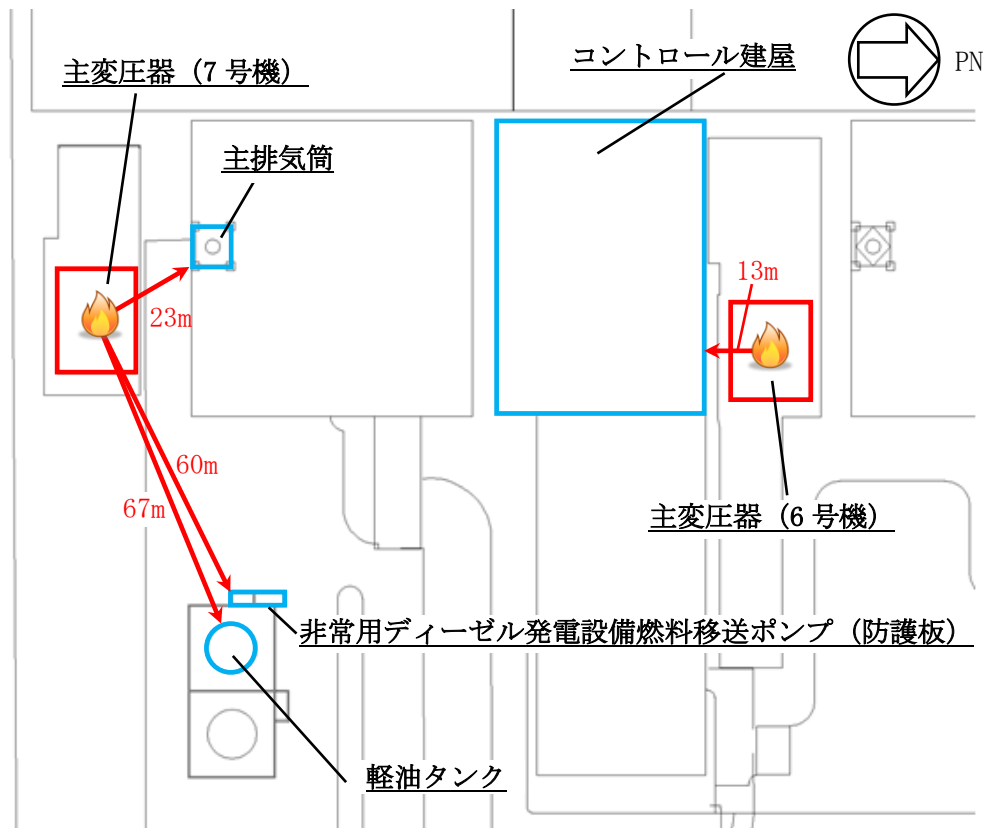 コントロール建屋
PN
主変圧器（7 号機）
主排気筒
13m
23m
60m
67m
主変圧器（6 号機）
非常用ディーゼル発電設備燃料移送ポンプ（防護板）
軽油タンク